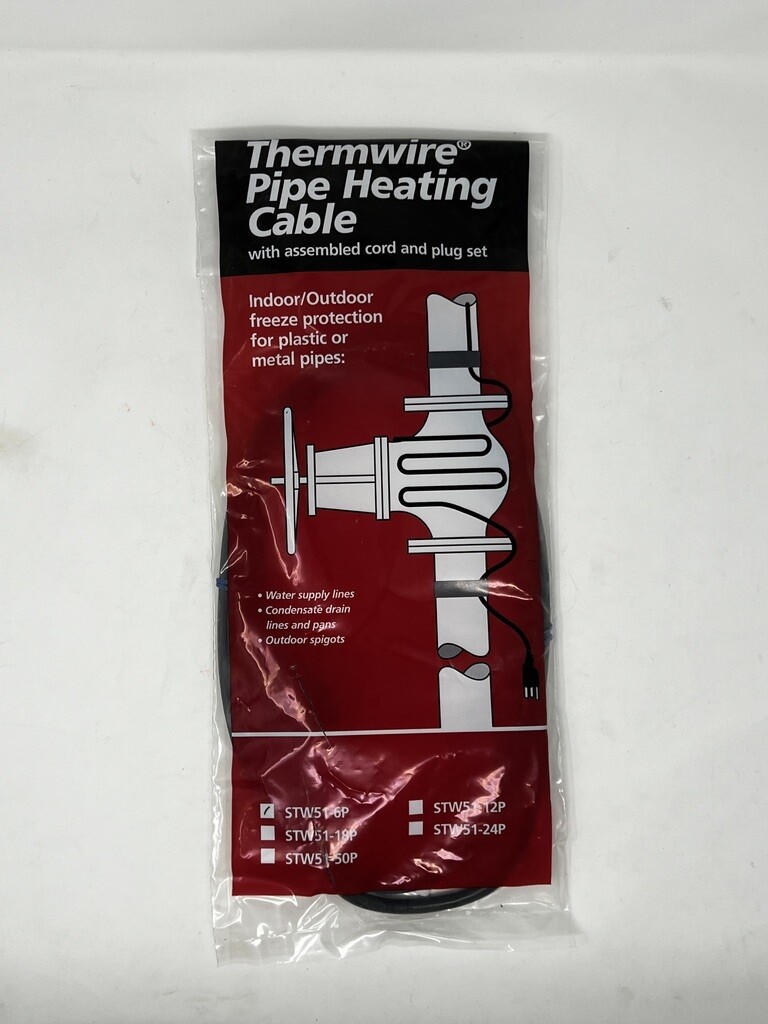 Thermwire®
Pipe Heating
Cable
with assembled cord and plug set
Indoor/Outdoor
freeze protection
for plastic or
metal pipes:
• Water supply lines
• Condensate drain
lines and pans
• Outdoor spigots
STW51-6P
STW51-12P
STW51-18P
STW51-24P
STW51-50P